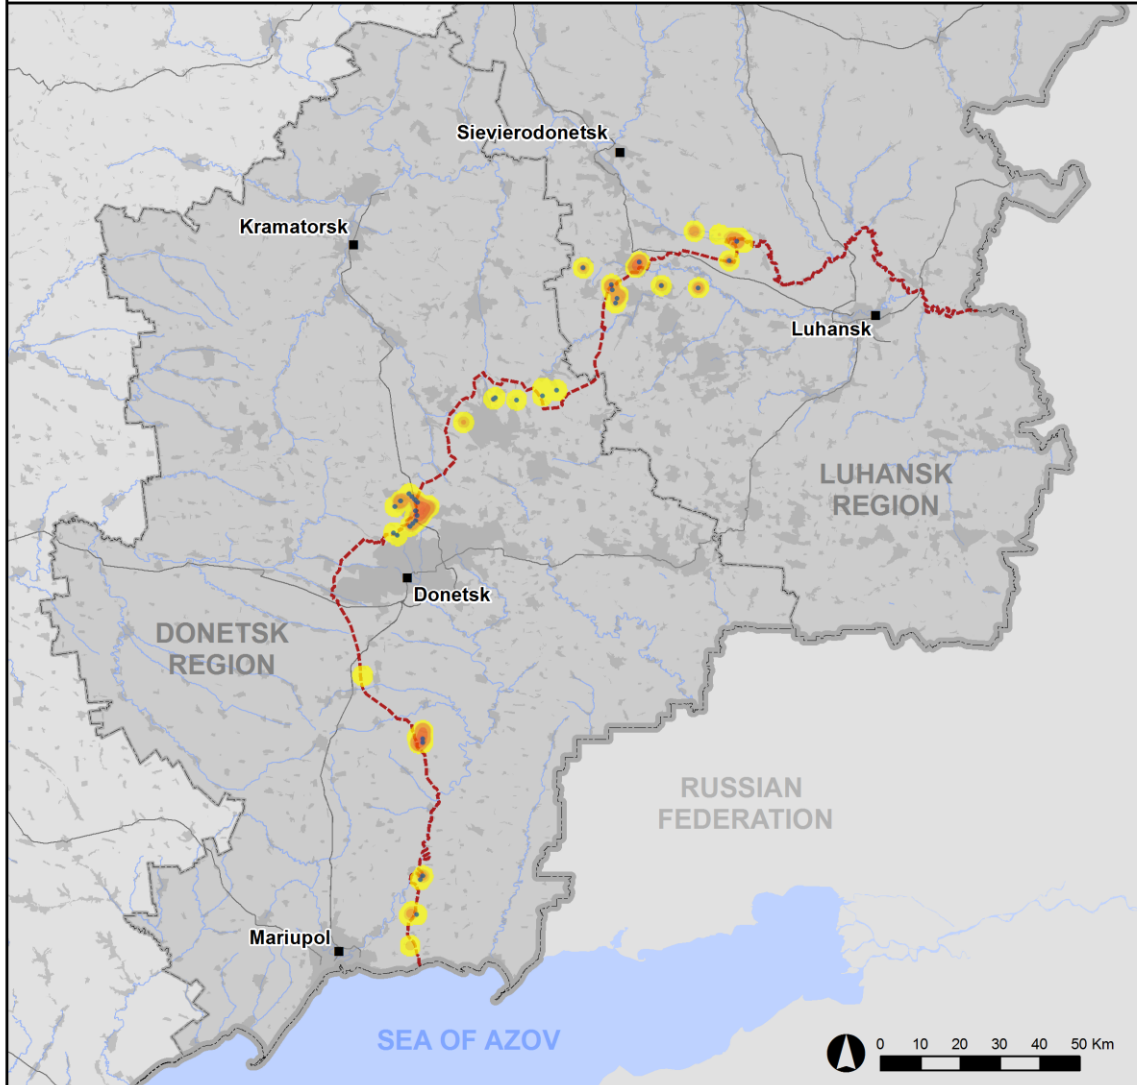 Sievierodonetsk
Kramatorsk
Luhansk
LUHANSK
REGION
Donetsk
DONETSK
REGION
RUSSIAN
FEDERATION
Mariupol
SEA OF AZOV
0 10 20 30 40 50 Km